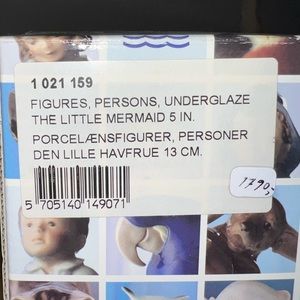 1 021 159
FIGURES, PERSONS, UNDERGLAZE
THE LITTLE MERMAID 5 IN.
PORCELÆNSFIGURER, PERSONER
DEN LILLE HAVFRUE 13 CM.
1790,-
5 705140 149071